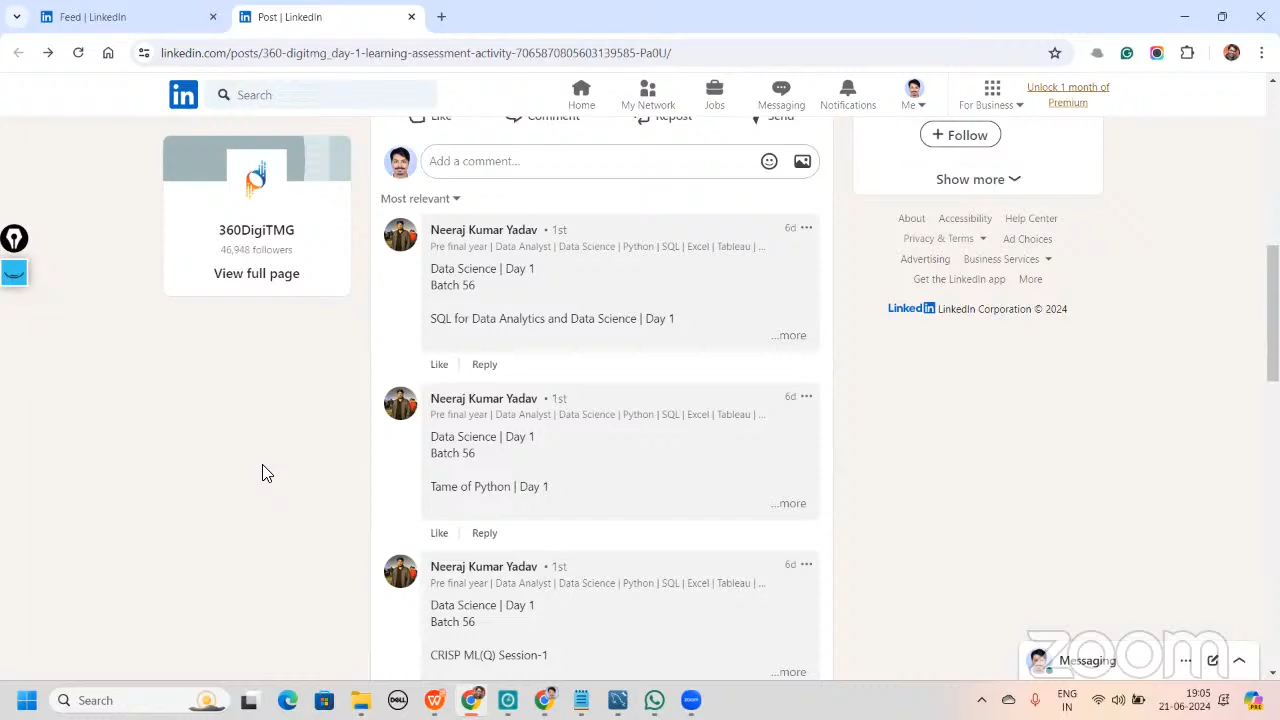 Feed | LinkedIn
Post | LinkedIn
linkedin.com/posts/360-digitmg_day-1-learning-assessment-activity-7065870805603139585-Pa0U/
Search
Home
My Network
Jobs
Messaging
Notifications
Me
For Business
Unlock 1 month of
Premium
Like
Comment
Repost
Send
Add a comment...
Most relevant
360DigiTMG
46,948 followers
View full page
Neeraj Kumar Yadav • 1st
6d
Pre final year | Data Analyst | Data Science | Python | SQL | Excel | Tableau | ...
Data Science | Day 1
Batch 56
SQL for Data Analytics and Data Science | Day 1
...more
Like
Reply
Neeraj Kumar Yadav • 1st
6d
Pre final year | Data Analyst | Data Science | Python | SQL | Excel | Tableau | ...
Data Science | Day 1
Batch 56
Tame of Python | Day 1
...more
Like
Reply
Neeraj Kumar Yadav • 1st
6d
Pre final year | Data Analyst | Data Science | Python | SQL | Excel | Tableau | ...
Data Science | Day 1
Batch 56
CRISP ML(Q) Session-1
...more
+ Follow
Show more
About Accessibility Help Center
Privacy & Terms Ad Choices
Advertising Business Services
Get the LinkedIn app More
LinkedIn LinkedIn Corporation © 2024
Messaging
zoom
Search
DELL
zoom
ENG
IN
19:05
21-06-2024
PRE